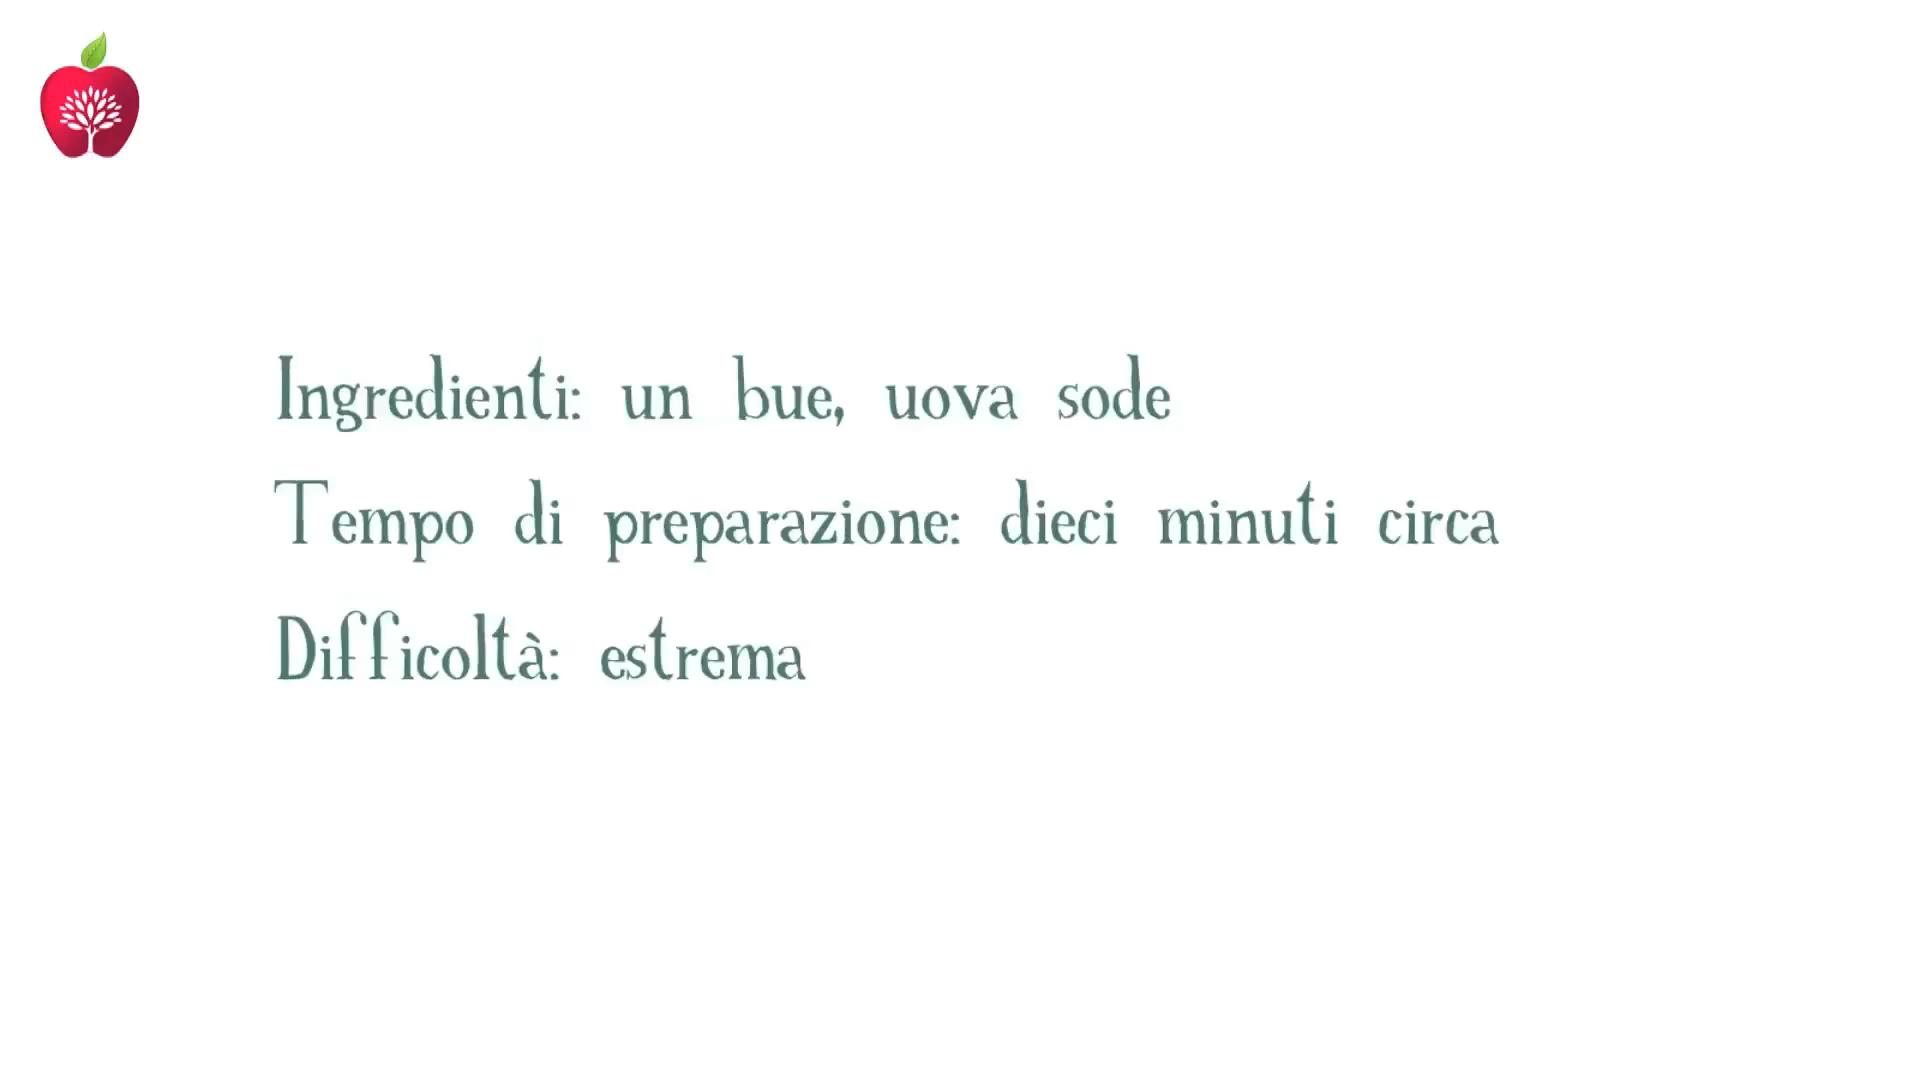 Ingredienti: un bue, uova sode
Tempo di preparazione: dieci minuti circa
Difficoltà: estrema